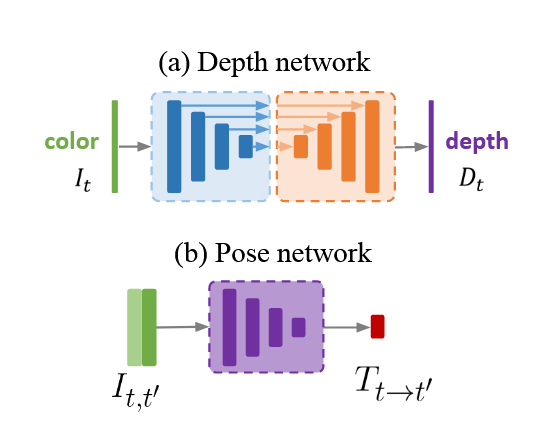 (a) Depth network
color
depth
I_t
D_t
(b) Pose network
I_{t,t′}
T_{t→t′}